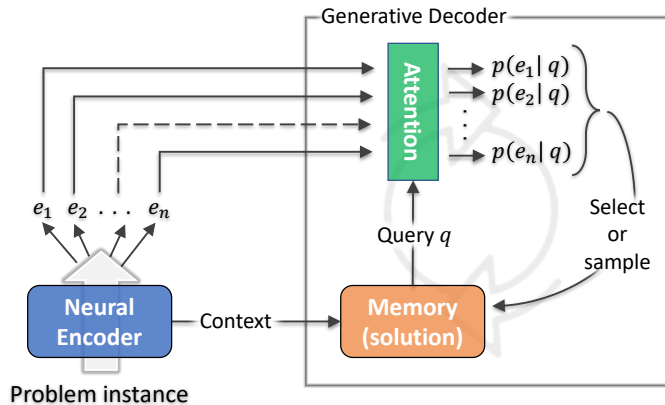 Generative Decoder
Attention
p(e₁| q)
p(e₂| q)
⋮
p(eₙ| q)
e₁ e₂ . . . eₙ
Query q
Select
or
sample
Neural
Encoder
Context
Memory
(solution)
Problem instance